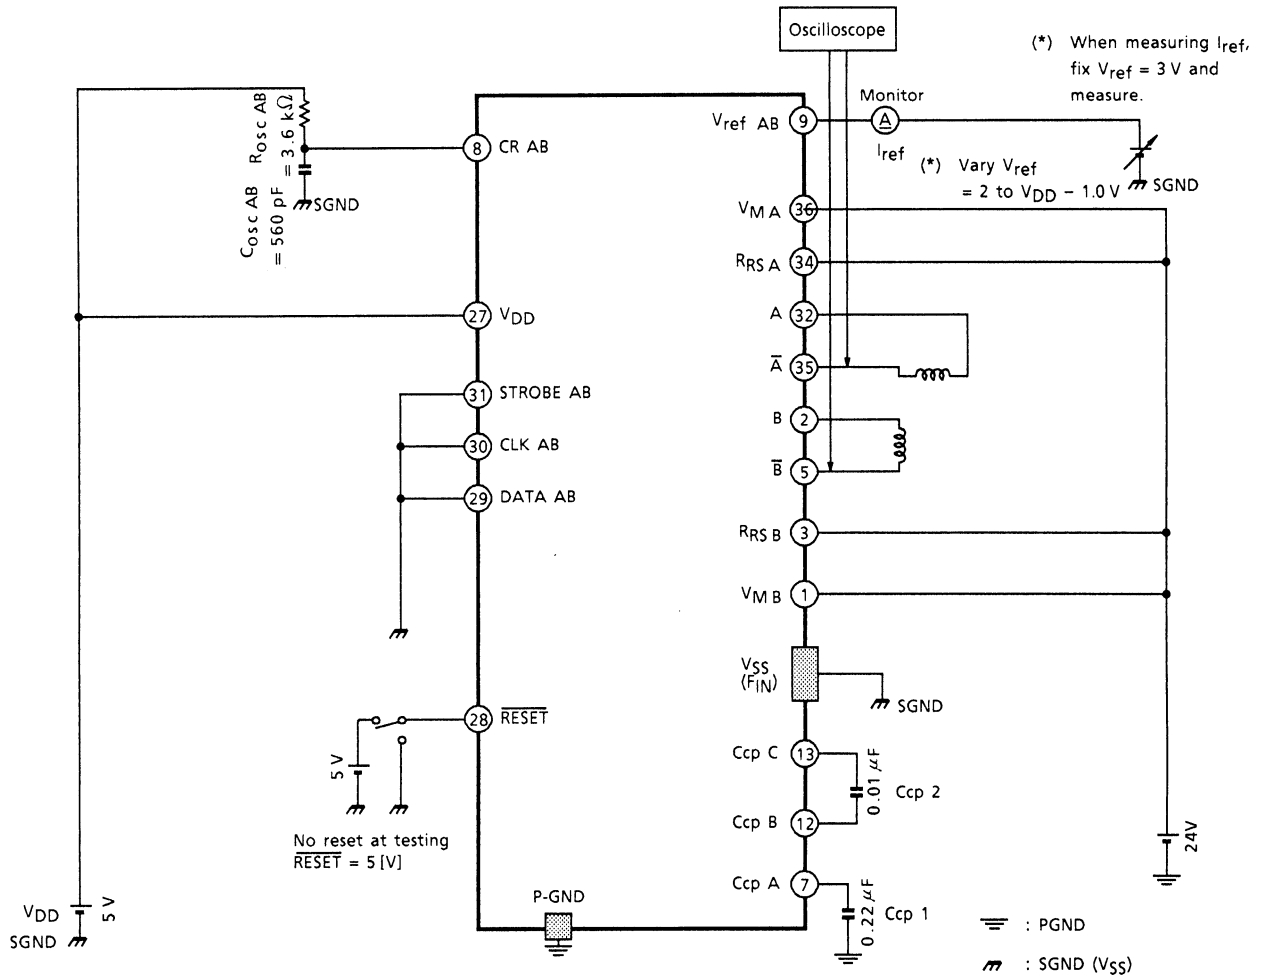 Oscilloscope
(*) When measuring Iref,
fix Vref = 3 V and
measure.
Monitor
A
Iref
(*) Vary Vref
= 2 to VDD − 1.0 V
SGND
Rosc AB
= 3.6 kΩ
Cosc AB
= 560 pF
SGND
8 CR AB
27 VDD
31 STROBE AB
30 CLK AB
29 DATA AB
28 RESET
5 V
No reset at testing
RESET = 5 [V]
VDD
5 V
SGND
P-GND
Vref AB 9
VM A 36
RRS A 34
A 32
A 35
B 2
B 5
RRS B 3
VM B 1
VSS
(FIN)
SGND
Ccp C 13
0.01 μF
Ccp 2
Ccp B 12
Ccp A 7
0.22 μF
Ccp 1
24V
: PGND
: SGND (VSS)